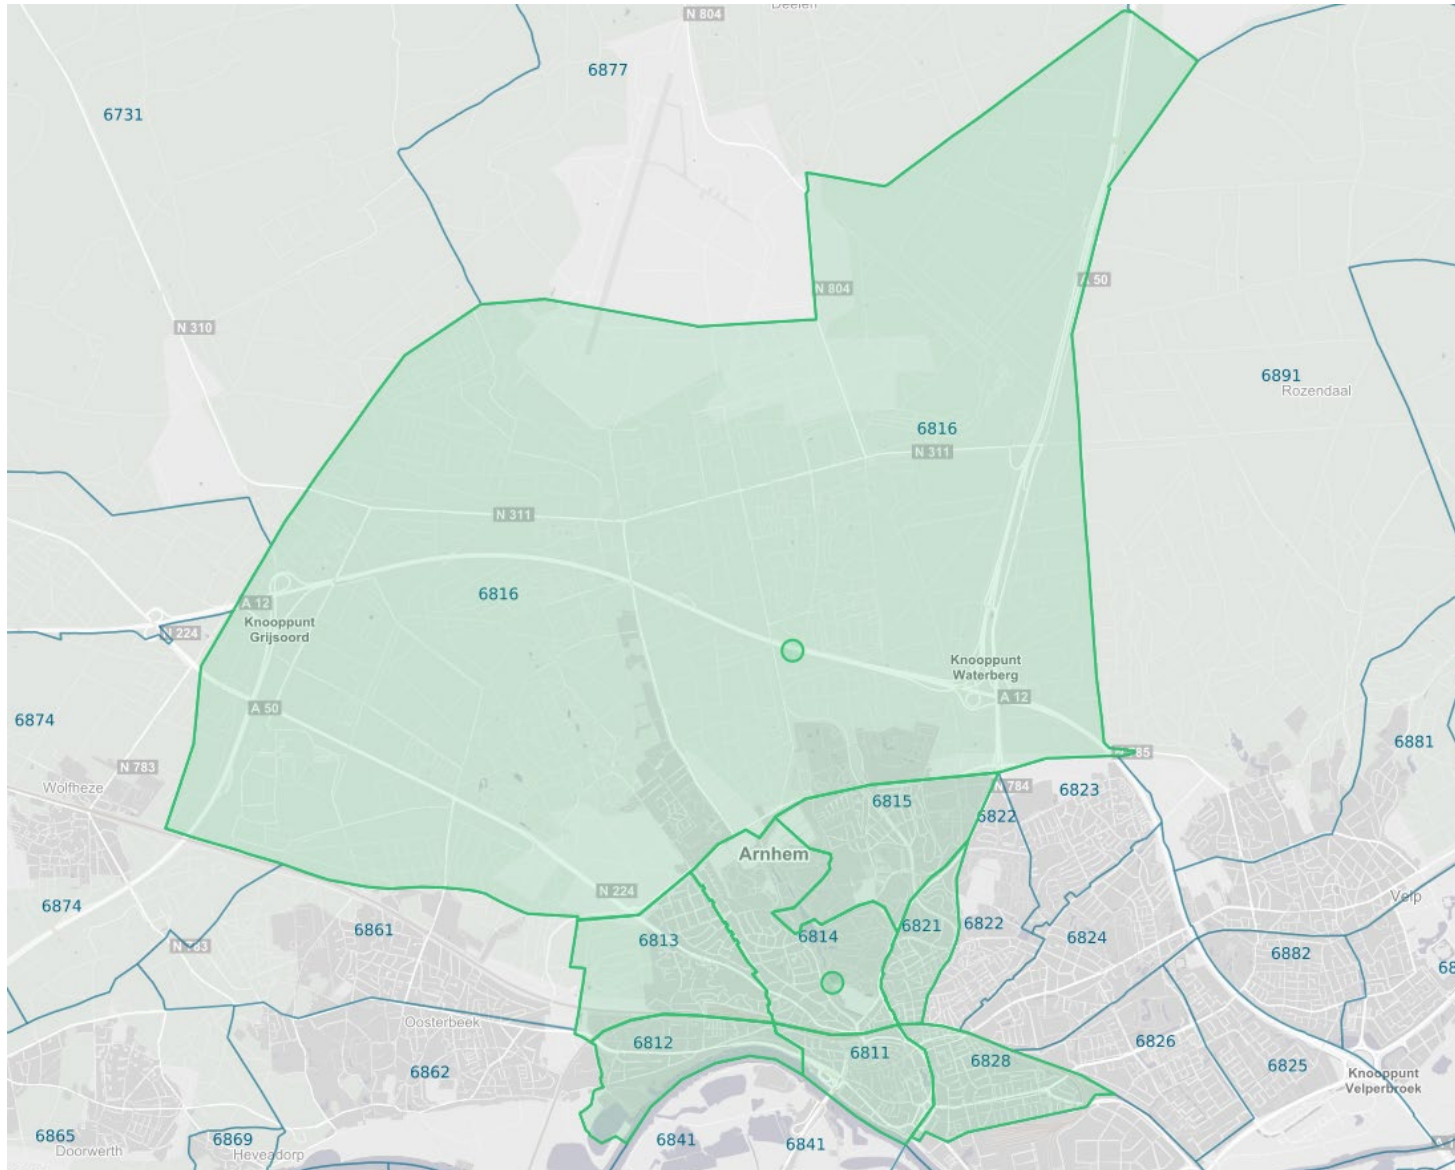 Deelen
N 804
6877
6731
N 804
A 50
N 310
6891
Rozendaal
6816
N 311
N 311
6816
A 12
Knooppunt
Grijsoord
N 224
Knooppunt
Waterberg
A 12
A 50
6874
6881
85
N 783
Wolfheze
N 784
6823
6815
6822
Arnhem
N 224
Velp
6874
6861
6813
6814
6821
6822
6824
6882
Oosterbeek
6812
6811
6828
6826
6825
6862
Knooppunt
Velperbroek
6865
Doorwerth
6869
Heveadorp
6841
6841